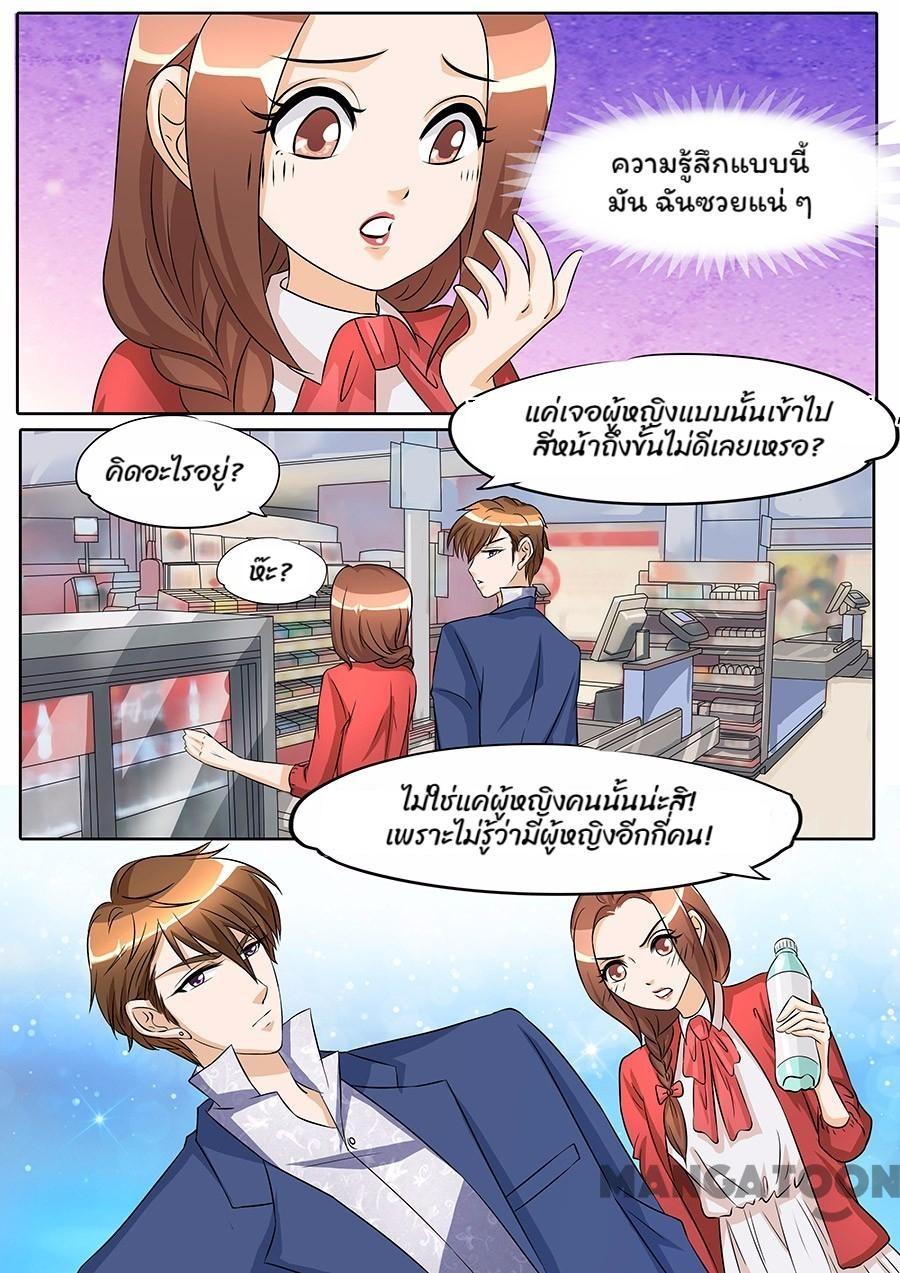 ความรู้สึกแบบนี้
มัน ฉันซวยแน่ ๆ
คิดอะไรอยู่?
แค่เจอผู้หญิงแบบนั้นเข้าไป
สีหน้าถึงขั้นไม่ดีเลยเหรอ?
ห๊ะ?
ไม่ใช่แค่ผู้หญิงคนนั้นน่ะสิ!
เพราะไม่รู้ว่ามีผู้หญิงอีกกี่คน!
MANGATOON